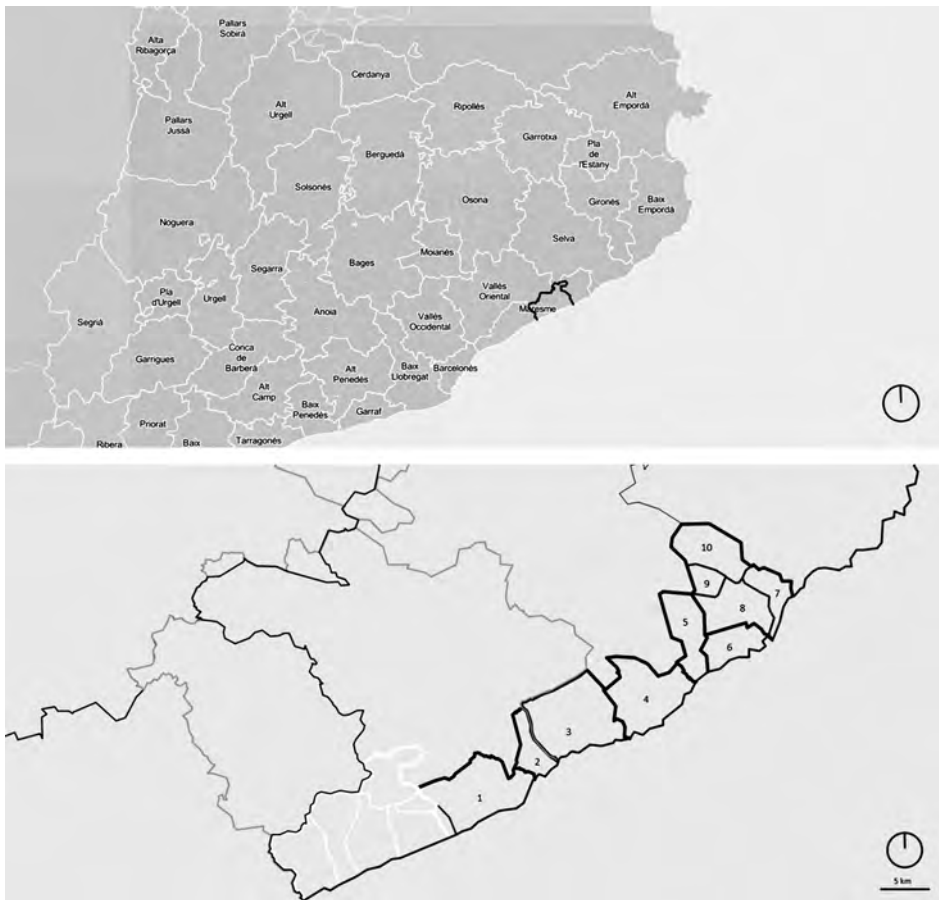 Pallars
Sobirà
Alta
Ribagorça
Cerdanya
Alt
Urgell
Ripollès
Alt
Empordà
Pallars
Jussà
Garrotxa
Berguedà
Pla
de
l'Estany
Solsonès
Osona
Gironès
Baix
Empordà
Noguera
Selva
Moianès
Segarra
Bages
Vallès
Oriental
Pla
d'Urgell
Urgell
Maresme
Anoia
Vallès
Occidental
Segrià
Conca
de
Barberà
Garrigues
Alt
Penedès
Baix
Llobregat
Barcelonès
Alt
Camp
Baix
Penedès
Garraf
Priorat
Ribera
Baix
Tarragonès
10
9
7
8
5
6
4
3
2
1
5 km